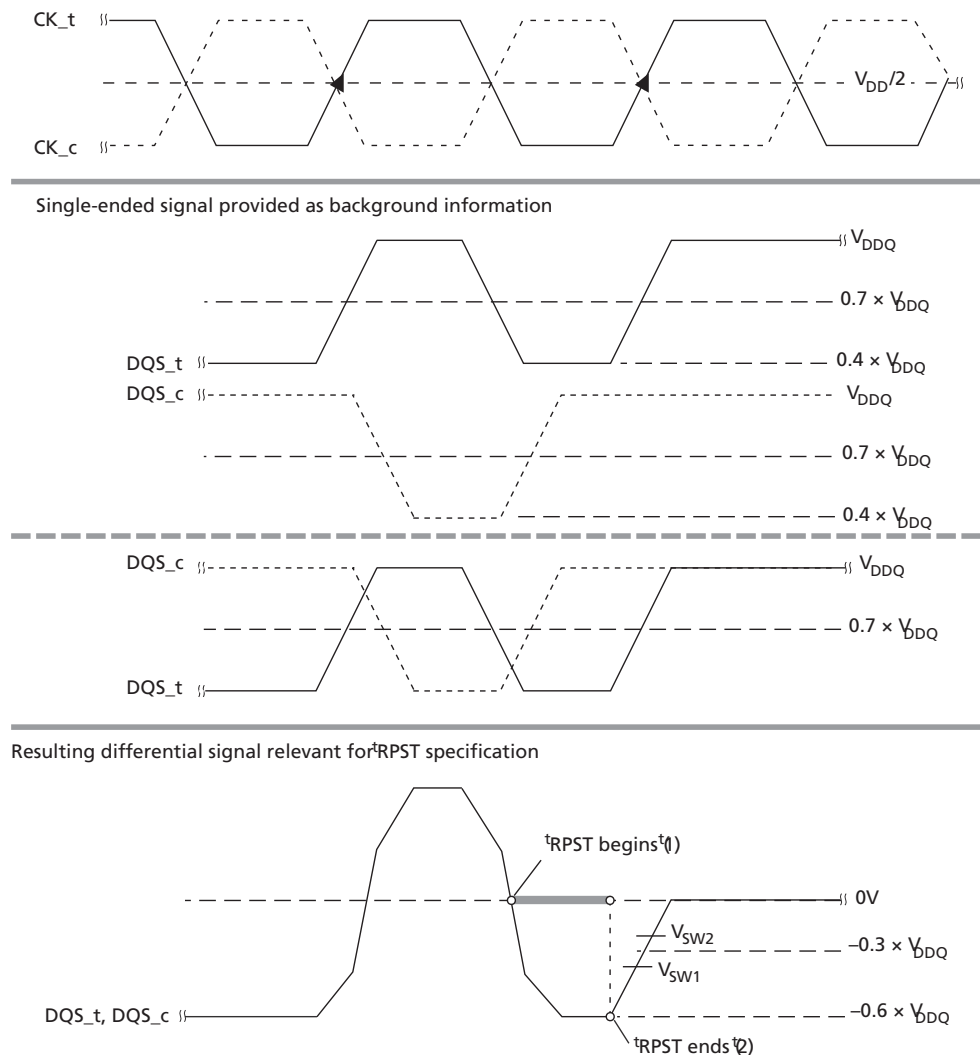 CK_t
VDD/2
CK_c
Single-ended signal provided as background information
VDDQ
0.7 × VDDQ
DQS_t
0.4 × VDDQ
DQS_c
VDDQ
0.7 × VDDQ
0.4 × VDDQ
DQS_c
VDDQ
0.7 × VDDQ
DQS_t
Resulting differential signal relevant for tRPST specification
tRPST begins t(1)
0V
VSW2
–0.3 × VDDQ
VSW1
DQS_t, DQS_c
–0.6 × VDDQ
tRPST ends t(2)